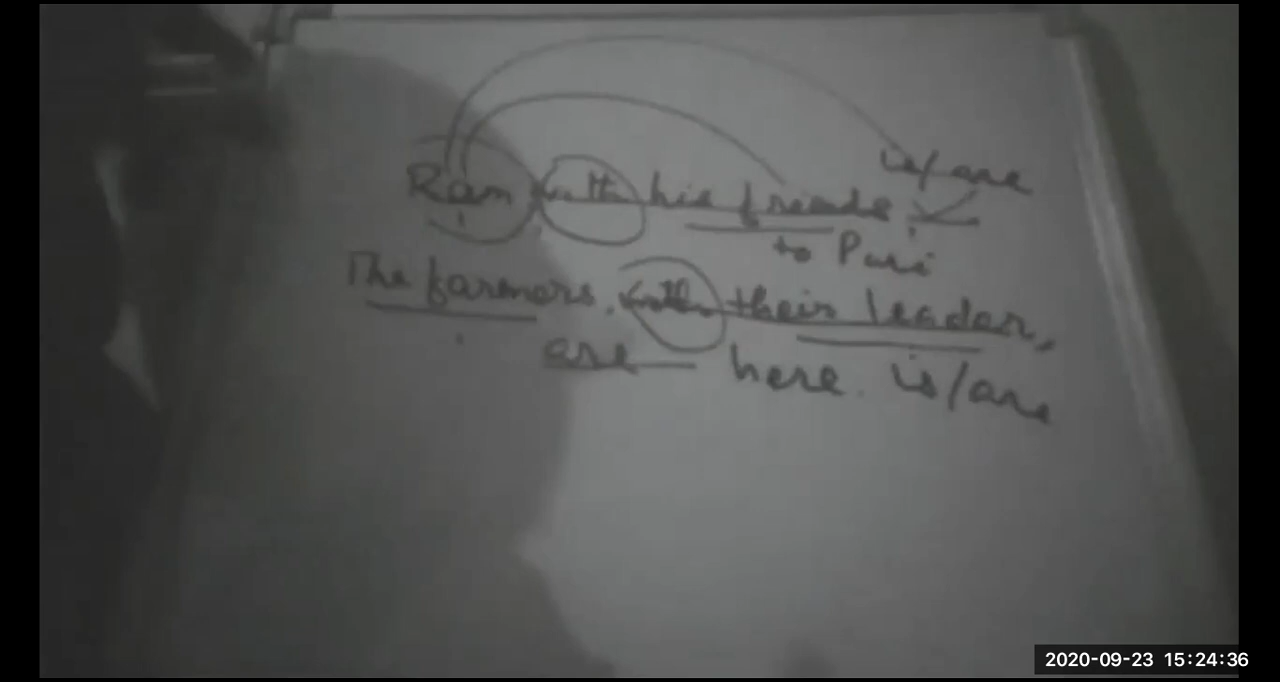 is/are
Ram with his friends
to Puri
The farmers, with their leader,
are here. is/are
2020-09-23 15:24:36